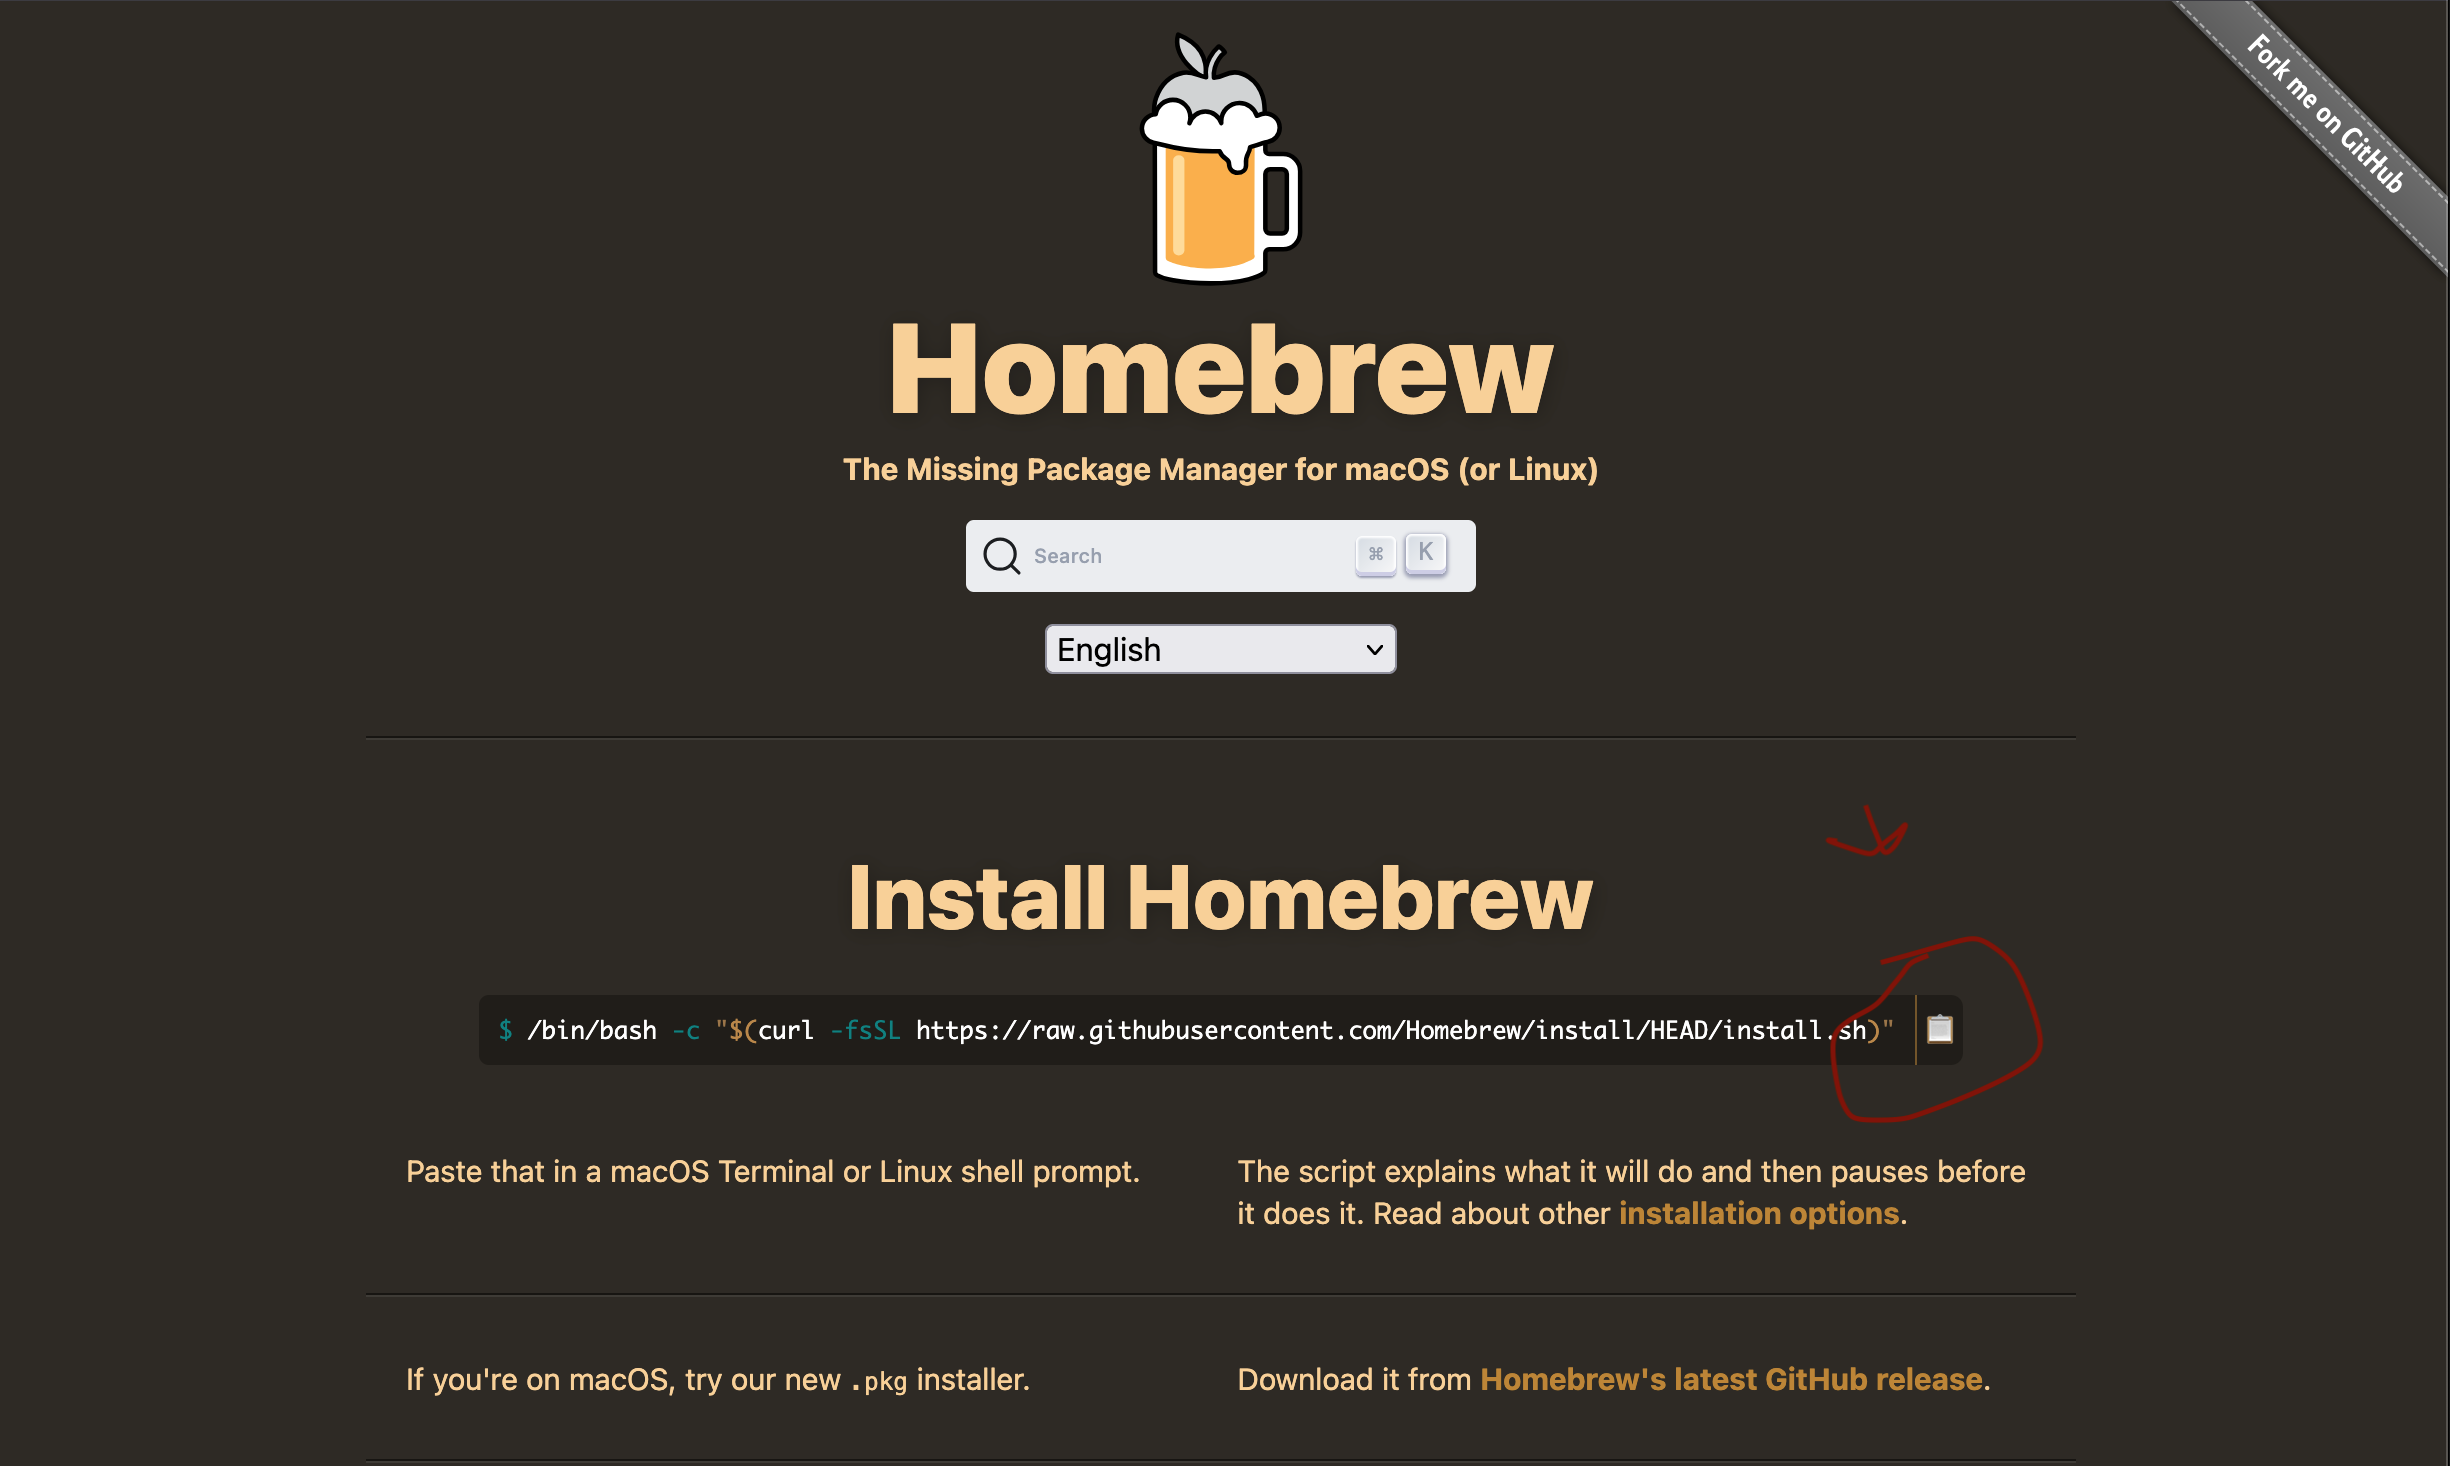 Fork me on GitHub
Homebrew
The Missing Package Manager for macOS (or Linux)
Search ⌘ K
English
Install Homebrew
$ /bin/bash -c "$(curl -fsSL https://raw.githubusercontent.com/Homebrew/install/HEAD/install.sh)"
Paste that in a macOS Terminal or Linux shell prompt.
The script explains what it will do and then pauses before
it does it. Read about other installation options.
If you're on macOS, try our new .pkg installer.
Download it from Homebrew's latest GitHub release.